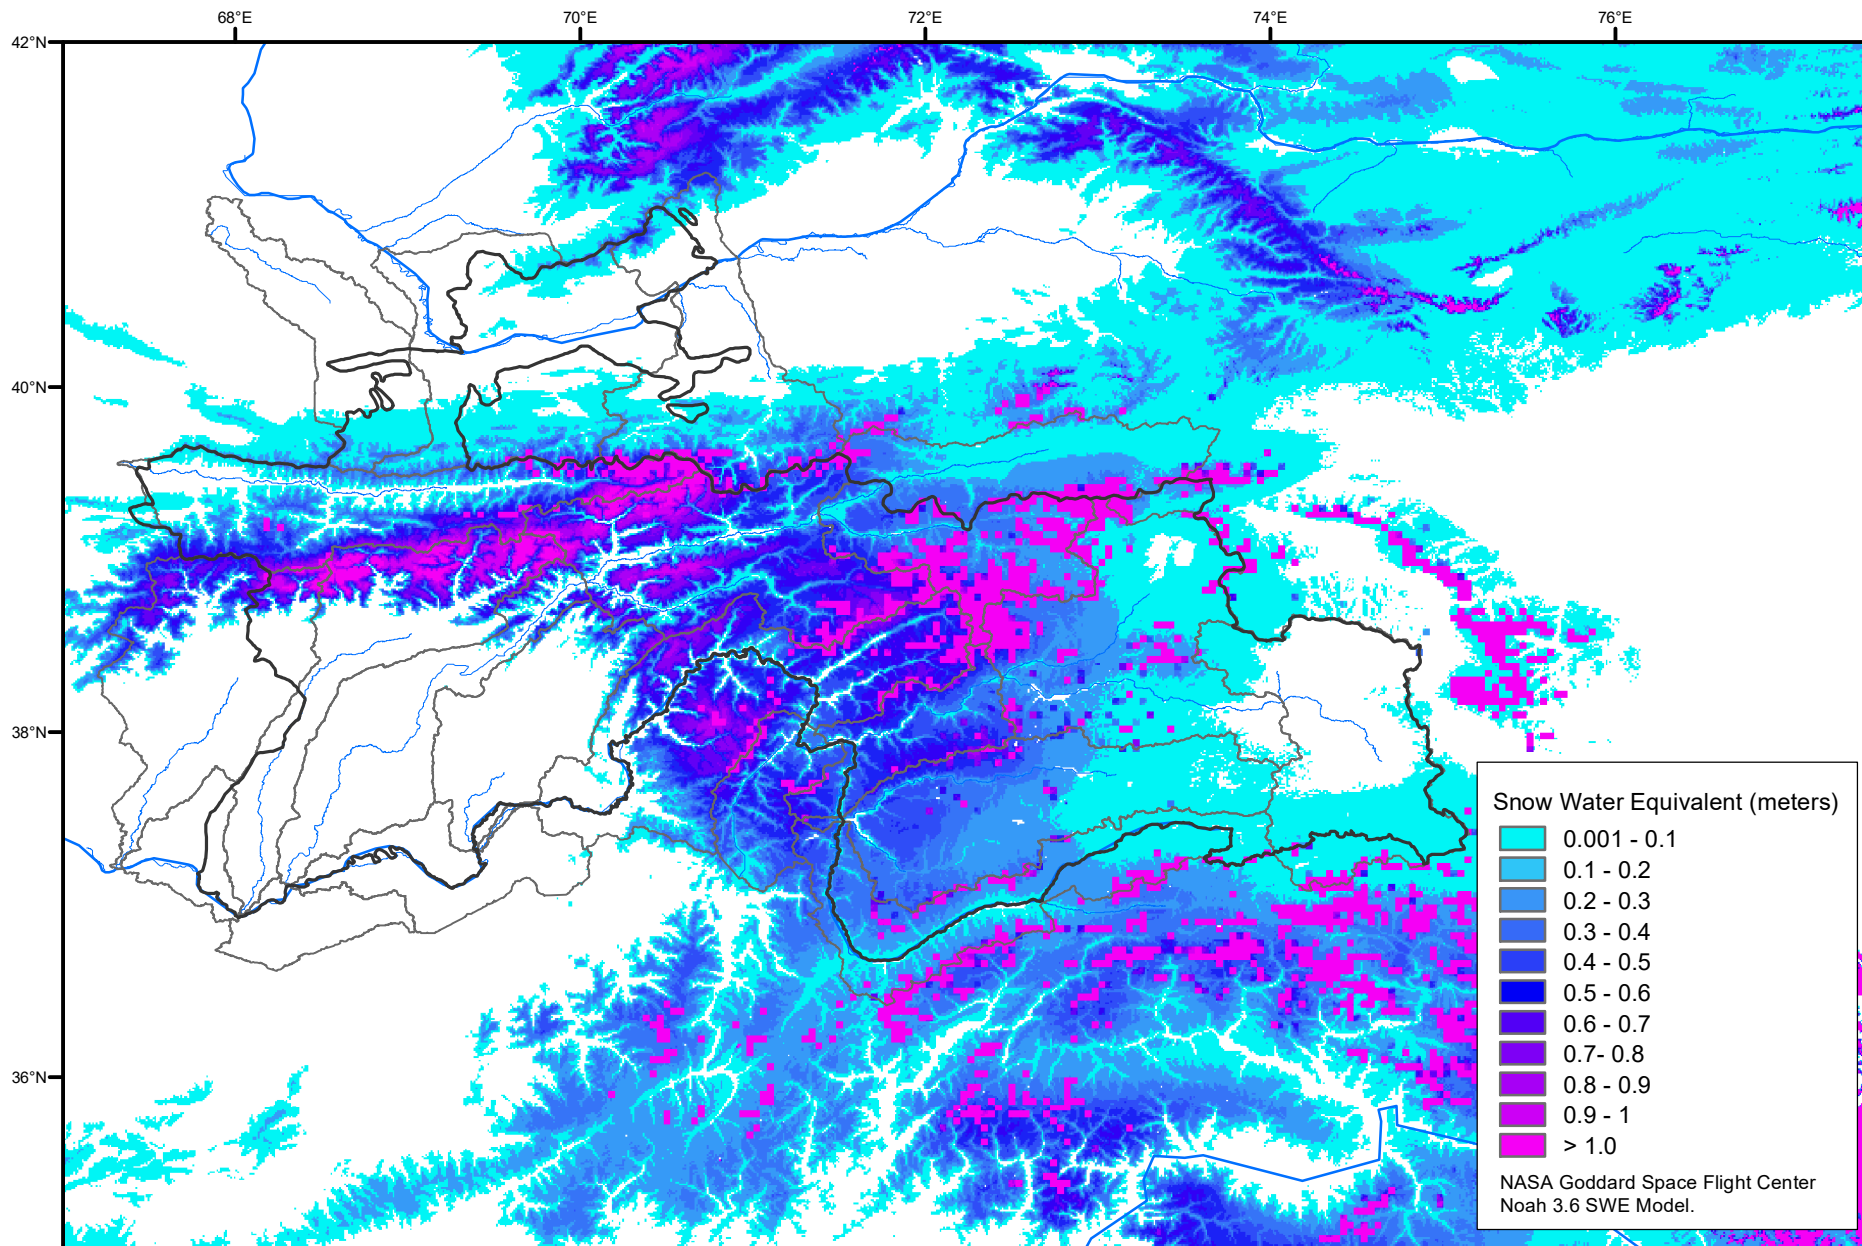 68°E 70°E 72°E 74°E 76°E
42°N
40°N
38°N
36°N
Snow Water Equivalent (meters)
0.001 - 0.1
0.1 - 0.2
0.2 - 0.3
0.3 - 0.4
0.4 - 0.5
0.5 - 0.6
0.6 - 0.7
0.7- 0.8
0.8 - 0.9
0.9 - 1
> 1.0
NASA Goddard Space Flight Center
Noah 3.6 SWE Model.